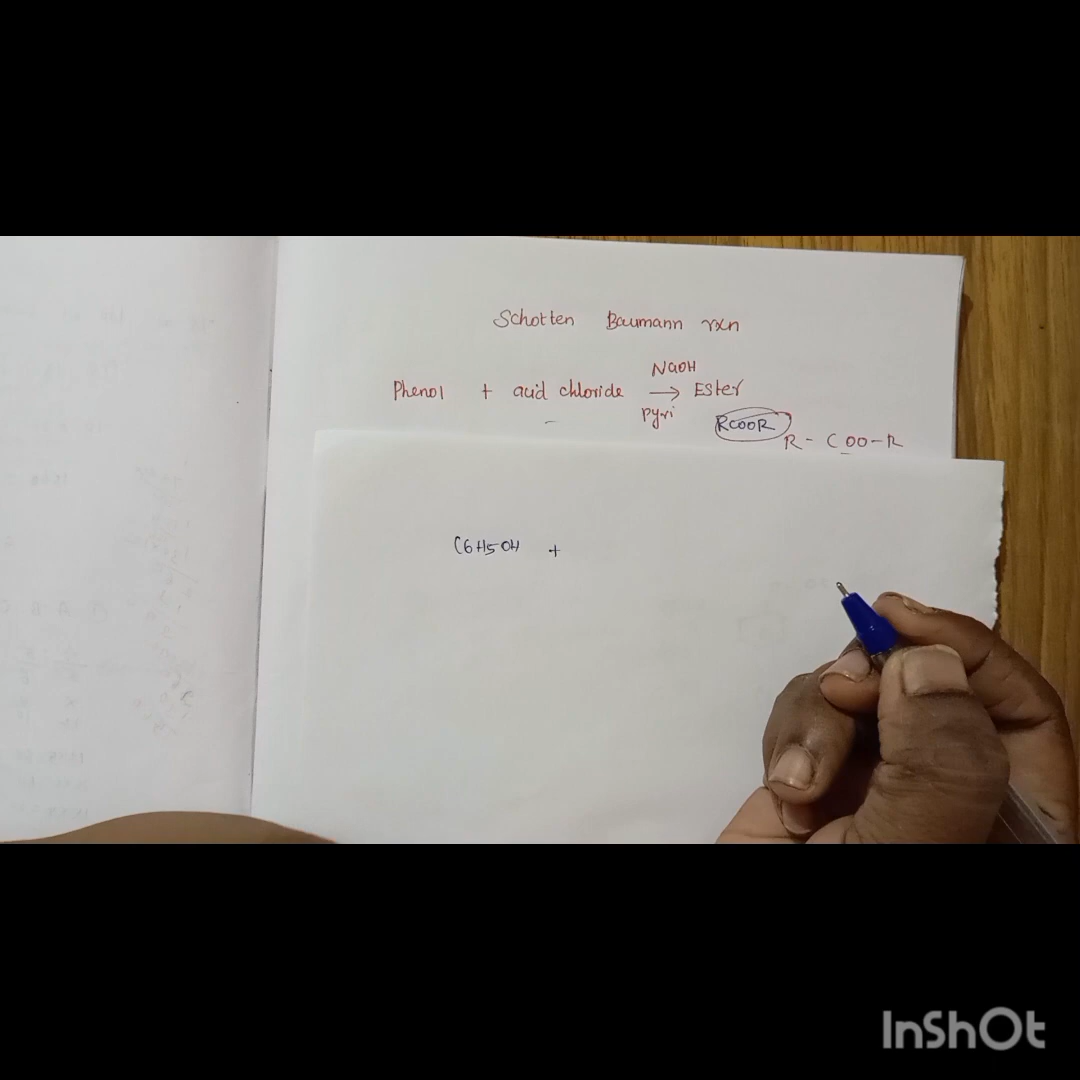 Schotten Baumann rxn
NaOH
Phenol + acid chloride → Ester
Pyri
RCOOR
R - COO-R
C6H5OH +
InShOt